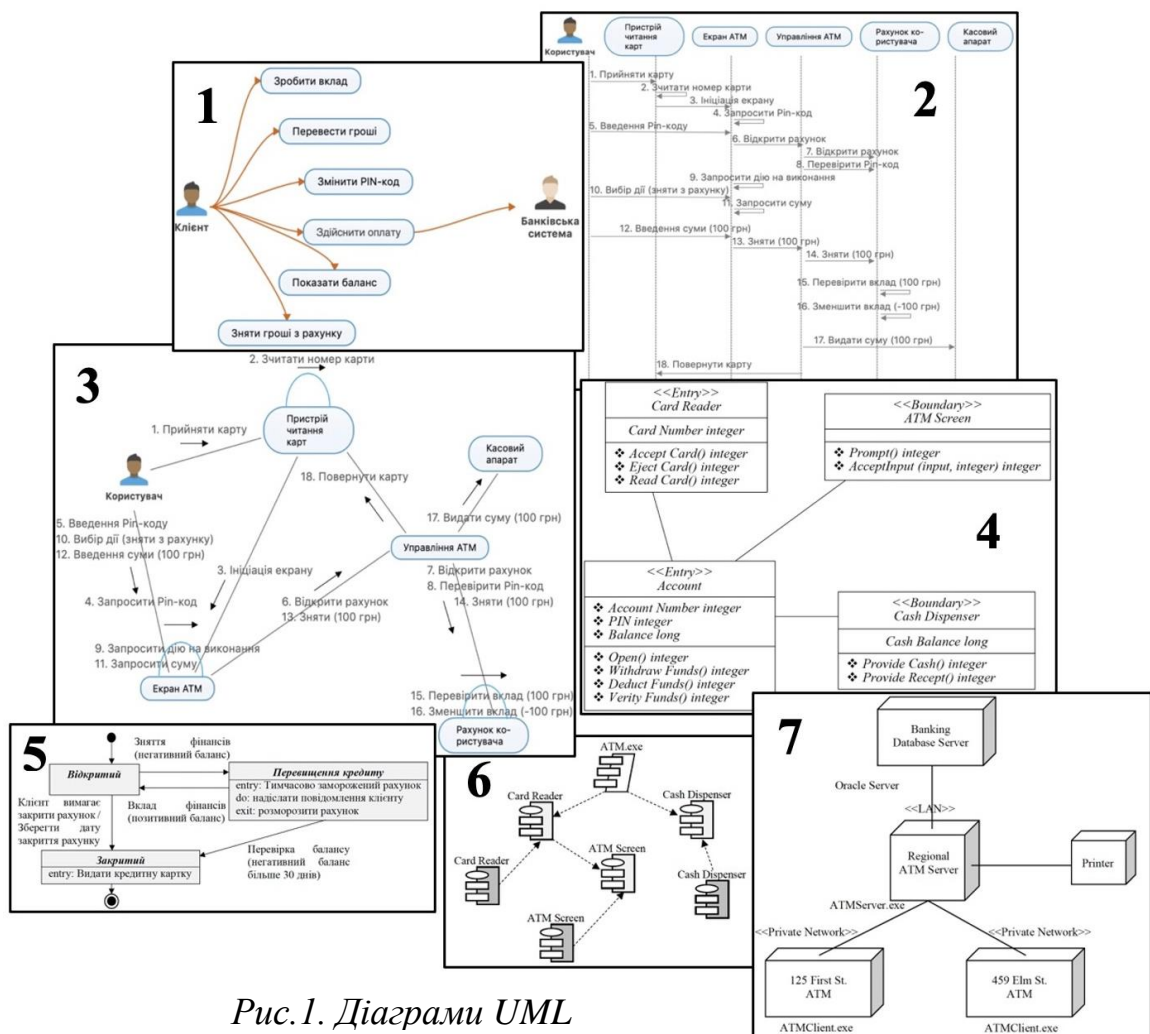 1
Зробити вклад
Перевести гроші
Змінити PIN-код
Здійснити оплату
Показати баланс
Зняти гроші з рахунку
Клієнт
Банківська
система
2
Користувач
Пристрій
читання
карт
Екран АТМ
Управління АТМ
Рахунок ко-
ристувача
Касовий
апарат
1. Прийняти карту
2. Зчитати номер карти
3. Ініціація екрану
4. Запросити Pin-код
5. Введення Pin-коду
6. Відкрити рахунок
7. Відкрити рахунок
8. Перевірити Pin-код
9. Запросити дію на виконання
10. Вибір дії (зняти з рахунку)
11. Запросити суму
12. Введення суми (100 грн)
13. Зняти (100 грн)
14. Зняти (100 грн)
15. Перевірити вклад (100 грн)
16. Зменшити вклад (-100 грн)
17. Видати суму (100 грн)
18. Повернути карту
3
2. Зчитати номер карти
Пристрій
читання
карт
1. Прийняти карту
Користувач
Касовий
апарат
18. Повернути карту
17. Видати суму (100 грн)
5. Введення Pin-коду
10. Вибір дії (зняти з рахунку)
12. Введення суми (100 грн)
Управління АТМ
3. Ініціація екрану
7. Відкрити рахунок
8. Перевірити Pin-код
14. Зняти (100 грн)
4. Запросити Pin-код
6. Відкрити рахунок
13. Зняти (100 грн)
9. Запросити дію на виконання
11. Запросити суму
Екран АТМ
15. Перевірити вклад (100 грн)
16. Зменшити вклад (-100 грн)
Рахунок ко-
ристувача
4
<<Entry>>
Card Reader
Card Number integer
❖ Accept Card() integer
❖ Eject Card() integer
❖ Read Card() integer
<<Boundary>>
ATM Screen
❖ Prompt() integer
❖ AcceptInput (input, integer) integer
<<Entry>>
Account
❖ Account Number integer
❖ PIN integer
❖ Balance long
❖ Open() integer
❖ Withdraw Funds() integer
❖ Deduct Funds() integer
❖ Verity Funds() integer
<<Boundary>>
Cash Dispenser
Cash Balance long
❖ Provide Cash() integer
❖ Provide Recept() integer
5
Зняття фінансів
(негативний баланс)
Відкритий
Перевищення кредиту
entry: Тимчасово заморожений рахунок
do: надіслати повідомлення клієнту
exit: розморозити рахунок
Клієнт вимагає
закрити рахунок /
Зберегти дату
закриття рахунку
Вклад фінансів
(позитивний баланс)
Закритий
entry: Видати кредитну картку
Перевірка балансу
(негативний баланс
більше 30 днів)
6
ATM.exe
Card Reader
Cash Dispenser
ATM Screen
Card Reader
Cash Dispenser
ATM Screen
7
Banking
Database Server
Oracle Server
<<LAN>>
Regional
ATM Server
Printer
ATMServer.exe
<<Private Network>>
<<Private Network>>
125 First St.
ATM
459 Elm St.
ATM
ATMClient.exe
ATMClient.exe
Рис.1. Діаграми UML